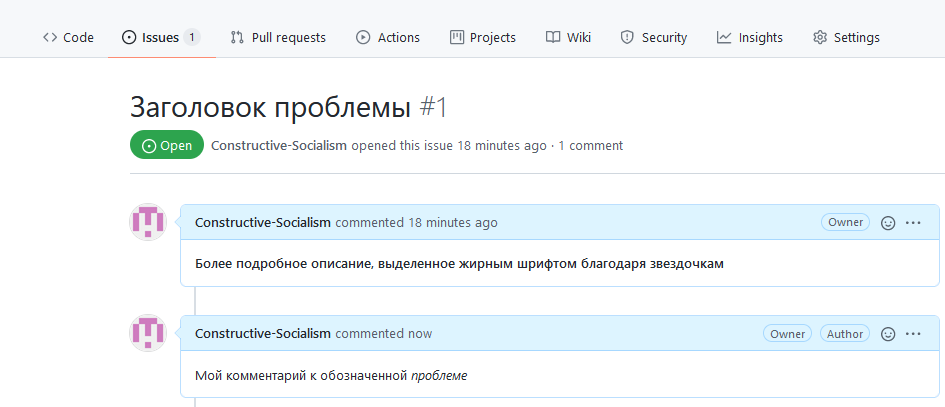 Code Issues 1 Pull requests Actions Projects Wiki Security Insights Settings
Заголовок проблемы #1
Open Constructive-Socialism opened this issue 18 minutes ago · 1 comment
Constructive-Socialism commented 18 minutes ago Owner
Более подробное описание, выделенное жирным шрифтом благодаря звездочкам
Constructive-Socialism commented now Owner Author
Мой комментарий к обозначенной проблеме